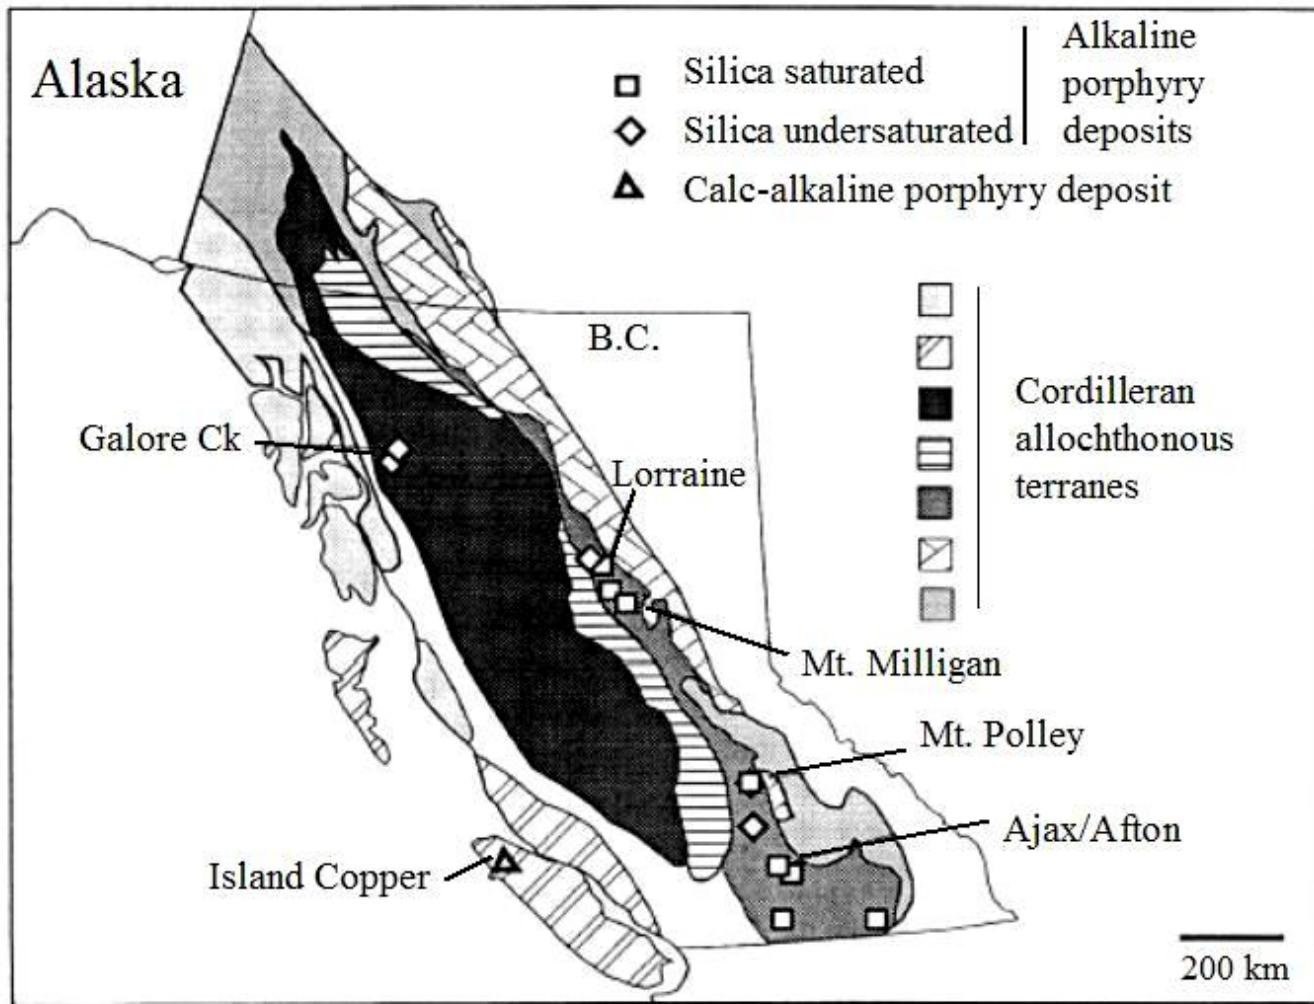 Alaska
Silica saturated
Silica undersaturated
Alkaline
porphyry
deposits
Calc-alkaline porphyry deposit
B.C.
Cordilleran
allochthonous
terranes
Galore Ck
Lorraine
Mt. Milligan
Mt. Polley
Ajax/Afton
Island Copper
200 km